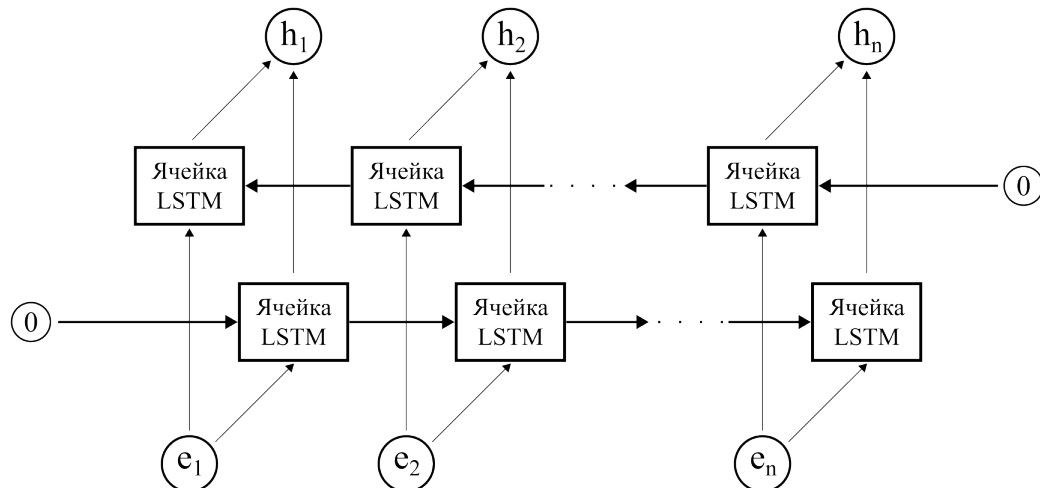 h1
h2
hn
Ячейка
LSTM
Ячейка
LSTM
. . . . .
Ячейка
LSTM
0
0
Ячейка
LSTM
Ячейка
LSTM
. . . . .
Ячейка
LSTM
e1
e2
en